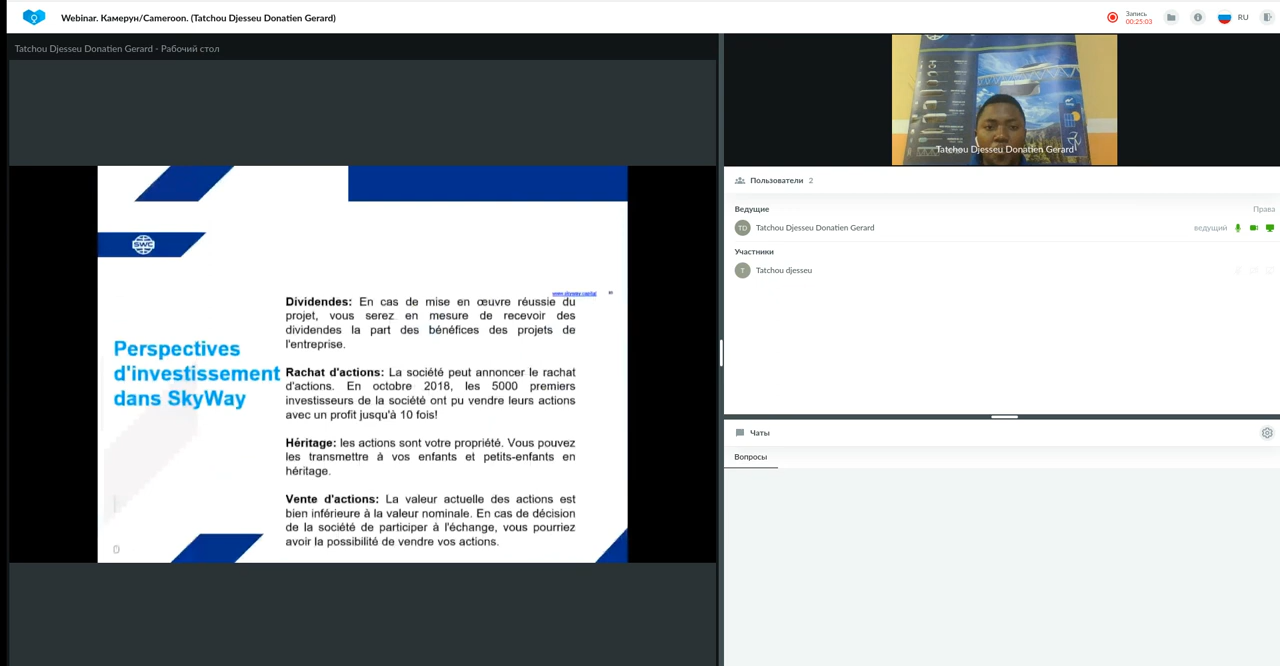 Webinar. Камерун/Cameroon. (Tatchou Djesseu Donatien Gerard)
Запись
00:25:03
RU
Tatchou Djesseu Donatien Gerard - Рабочий стол
SWC
www.skyway.capital
Perspectives
d'investissement
dans SkyWay
Dividendes: En cas de mise en œuvre réussie du
projet, vous serez en mesure de recevoir des
dividendes la part des bénéfices des projets de
l'entreprise.
Rachat d'actions: La société peut annoncer le rachat
d'actions. En octobre 2018, les 5000 premiers
investisseurs de la société ont pu vendre leurs actions
avec un profit jusqu'à 10 fois!
Héritage: les actions sont votre propriété. Vous pouvez
les transmettre à vos enfants et petits-enfants en
héritage.
Vente d'actions: La valeur actuelle des actions est
bien inférieure à la valeur nominale. En cas de décision
de la société de participer à l'échange, vous pourriez
avoir la possibilité de vendre vos actions.
Tatchou Djesseu Donatien Gerard
Пользователи 2
Ведущие Права
TD Tatchou Djesseu Donatien Gerard ведущий
Участники
T Tatchou djesseu
Чаты
Вопросы